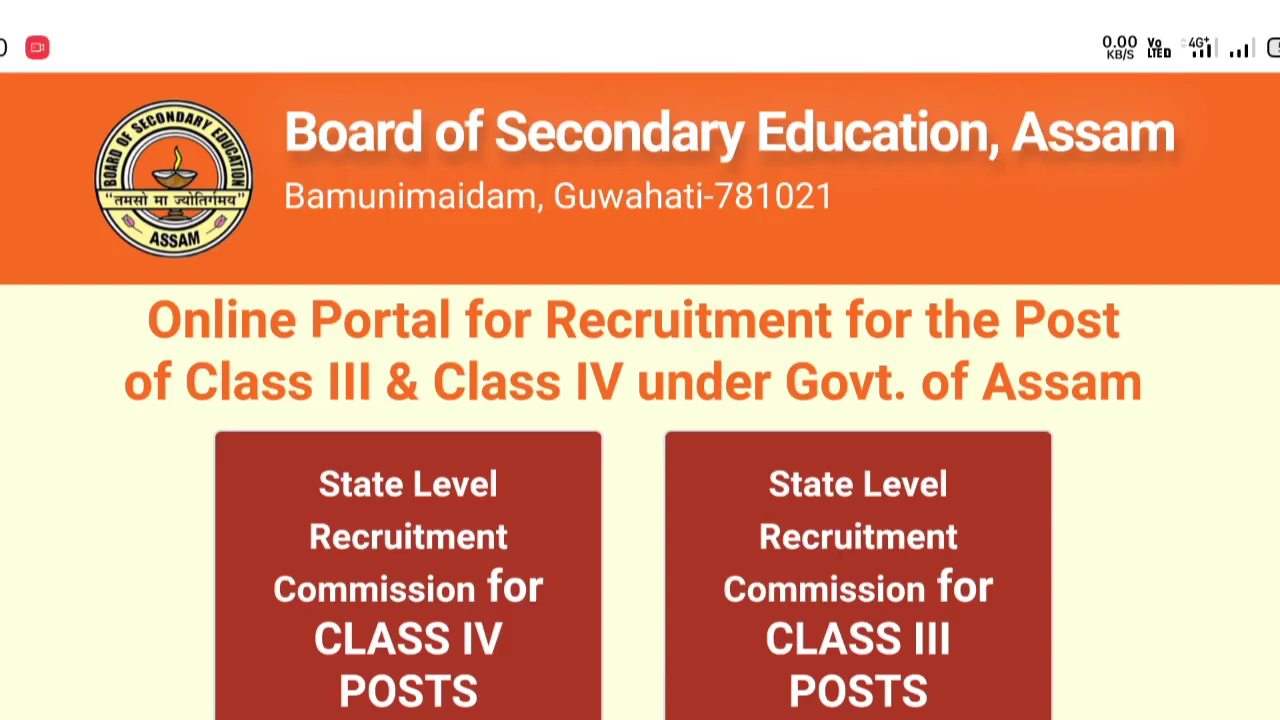 0.00
KB/S
Vo
LTE D
4G+
BOARD OF SECONDARY EDUCATION
"तमसो मा ज्योतिर्गमय"
ASSAM
Board of Secondary Education, Assam
Bamunimaidam, Guwahati-781021
Online Portal for Recruitment for the Post
of Class III & Class IV under Govt. of Assam
State Level
Recruitment
Commission for
CLASS IV
POSTS
State Level
Recruitment
Commission for
CLASS III
POSTS